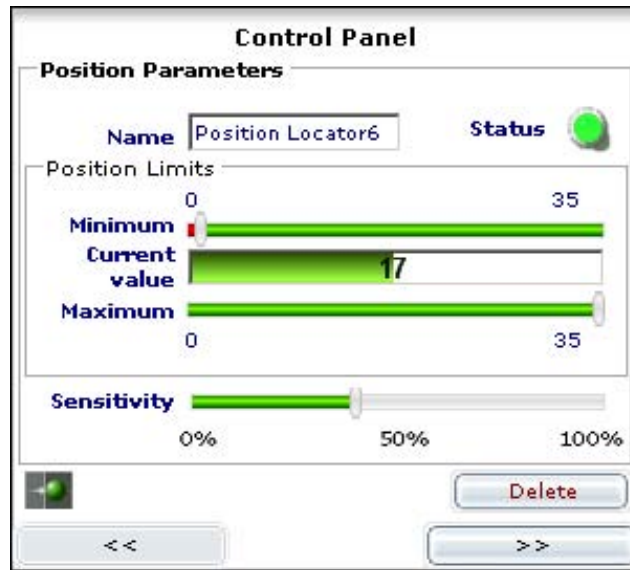 Control Panel
Position Parameters
Name Position Locator6 Status
Position Limits
0 35
Minimum
Current
value 17
Maximum
0 35
Sensitivity
0% 50% 100%
Delete
<< >>